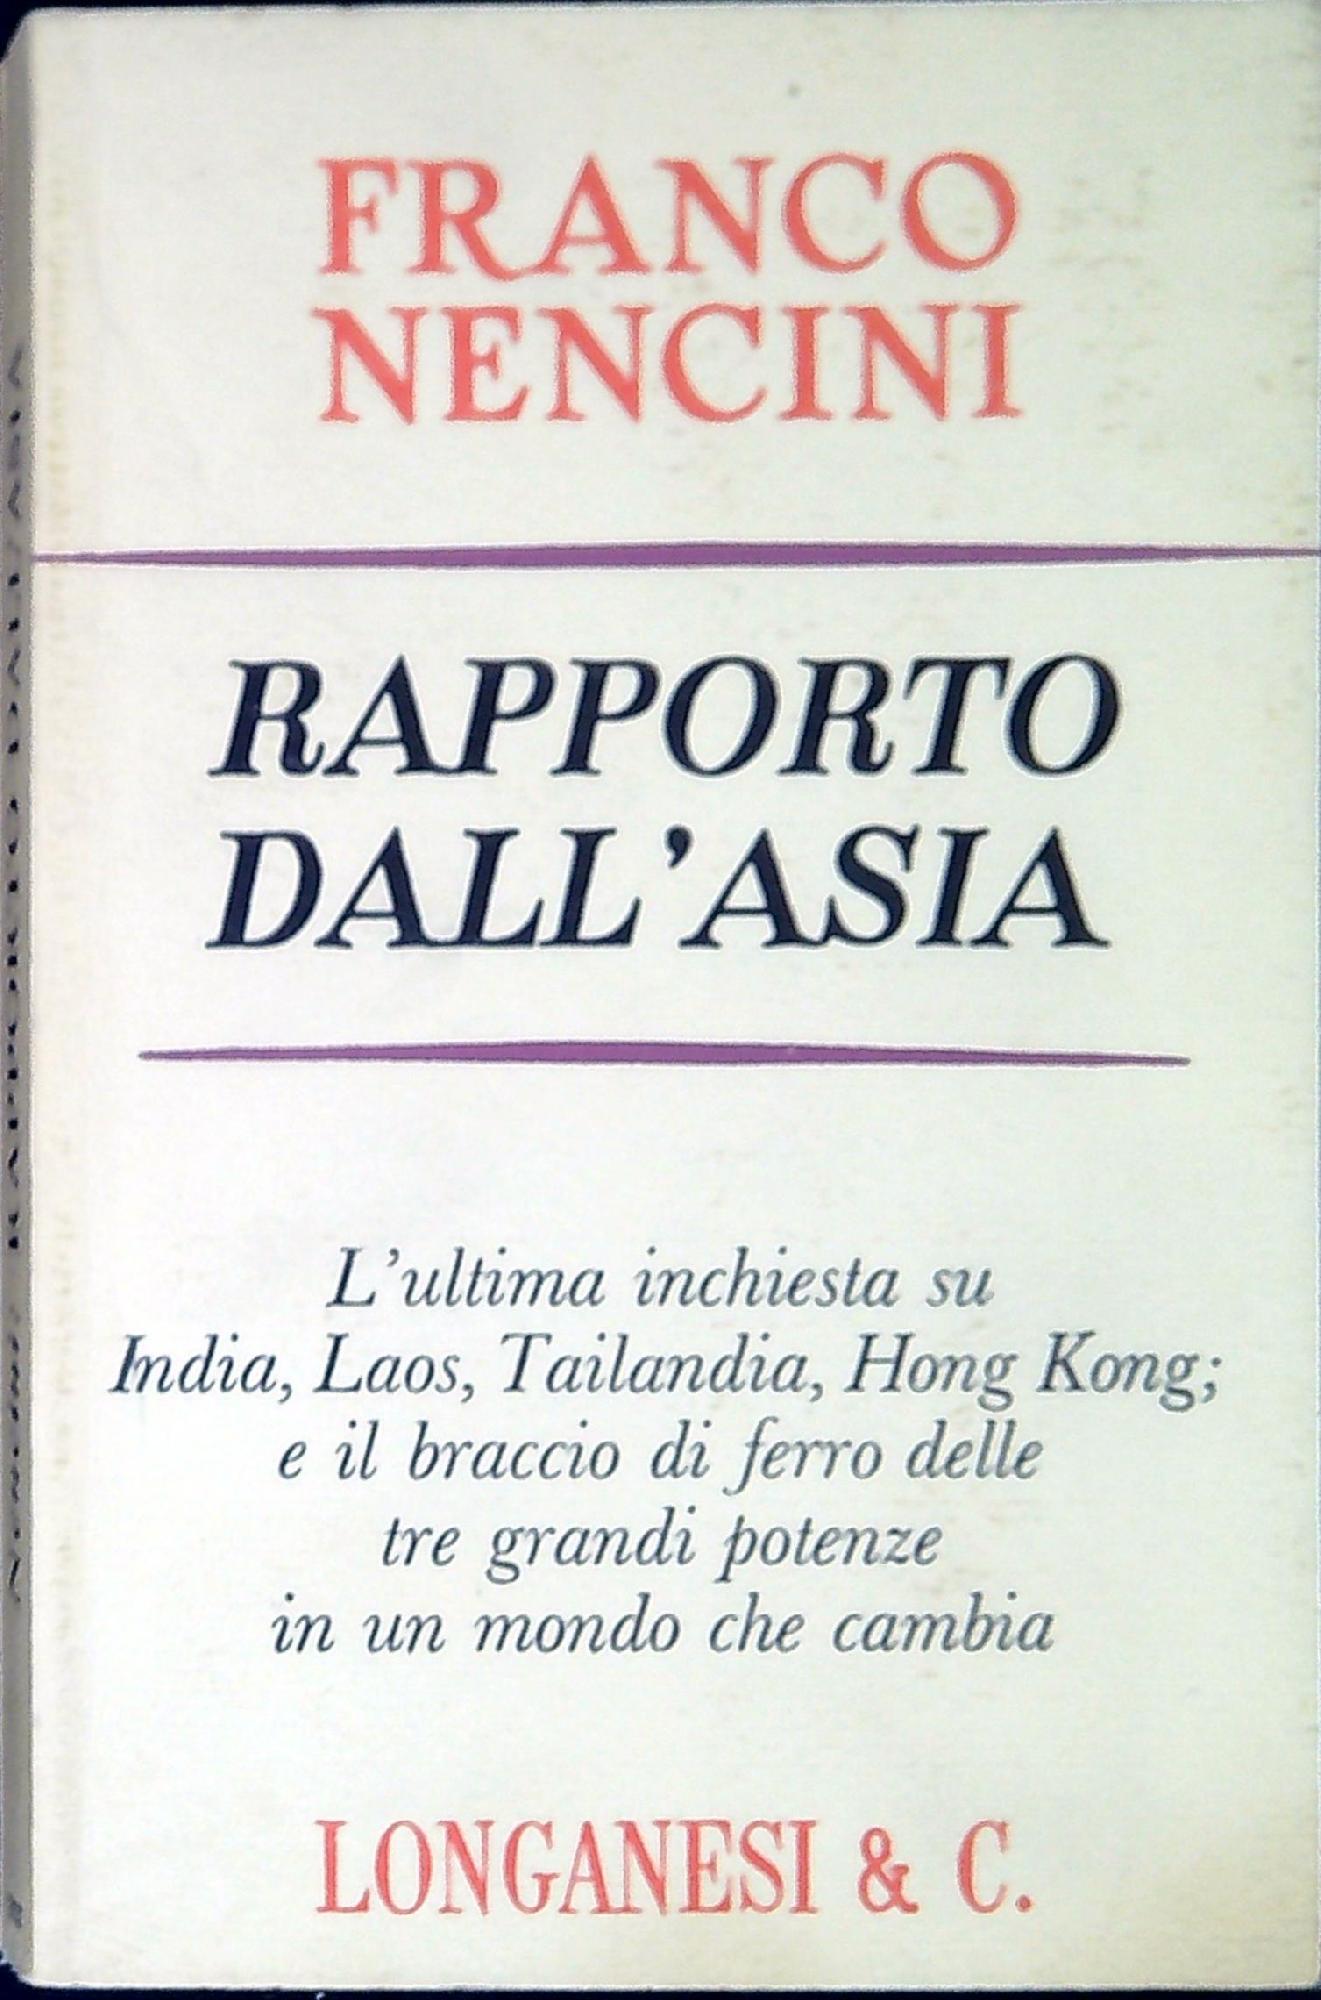 FRANCO
NENCINI
RAPPORTO
DALL'ASIA
L'ultima inchiesta su
India, Laos, Tailandia, Hong Kong;
e il braccio di ferro delle
tre grandi potenze
in un mondo che cambia
LONGANESI & C.